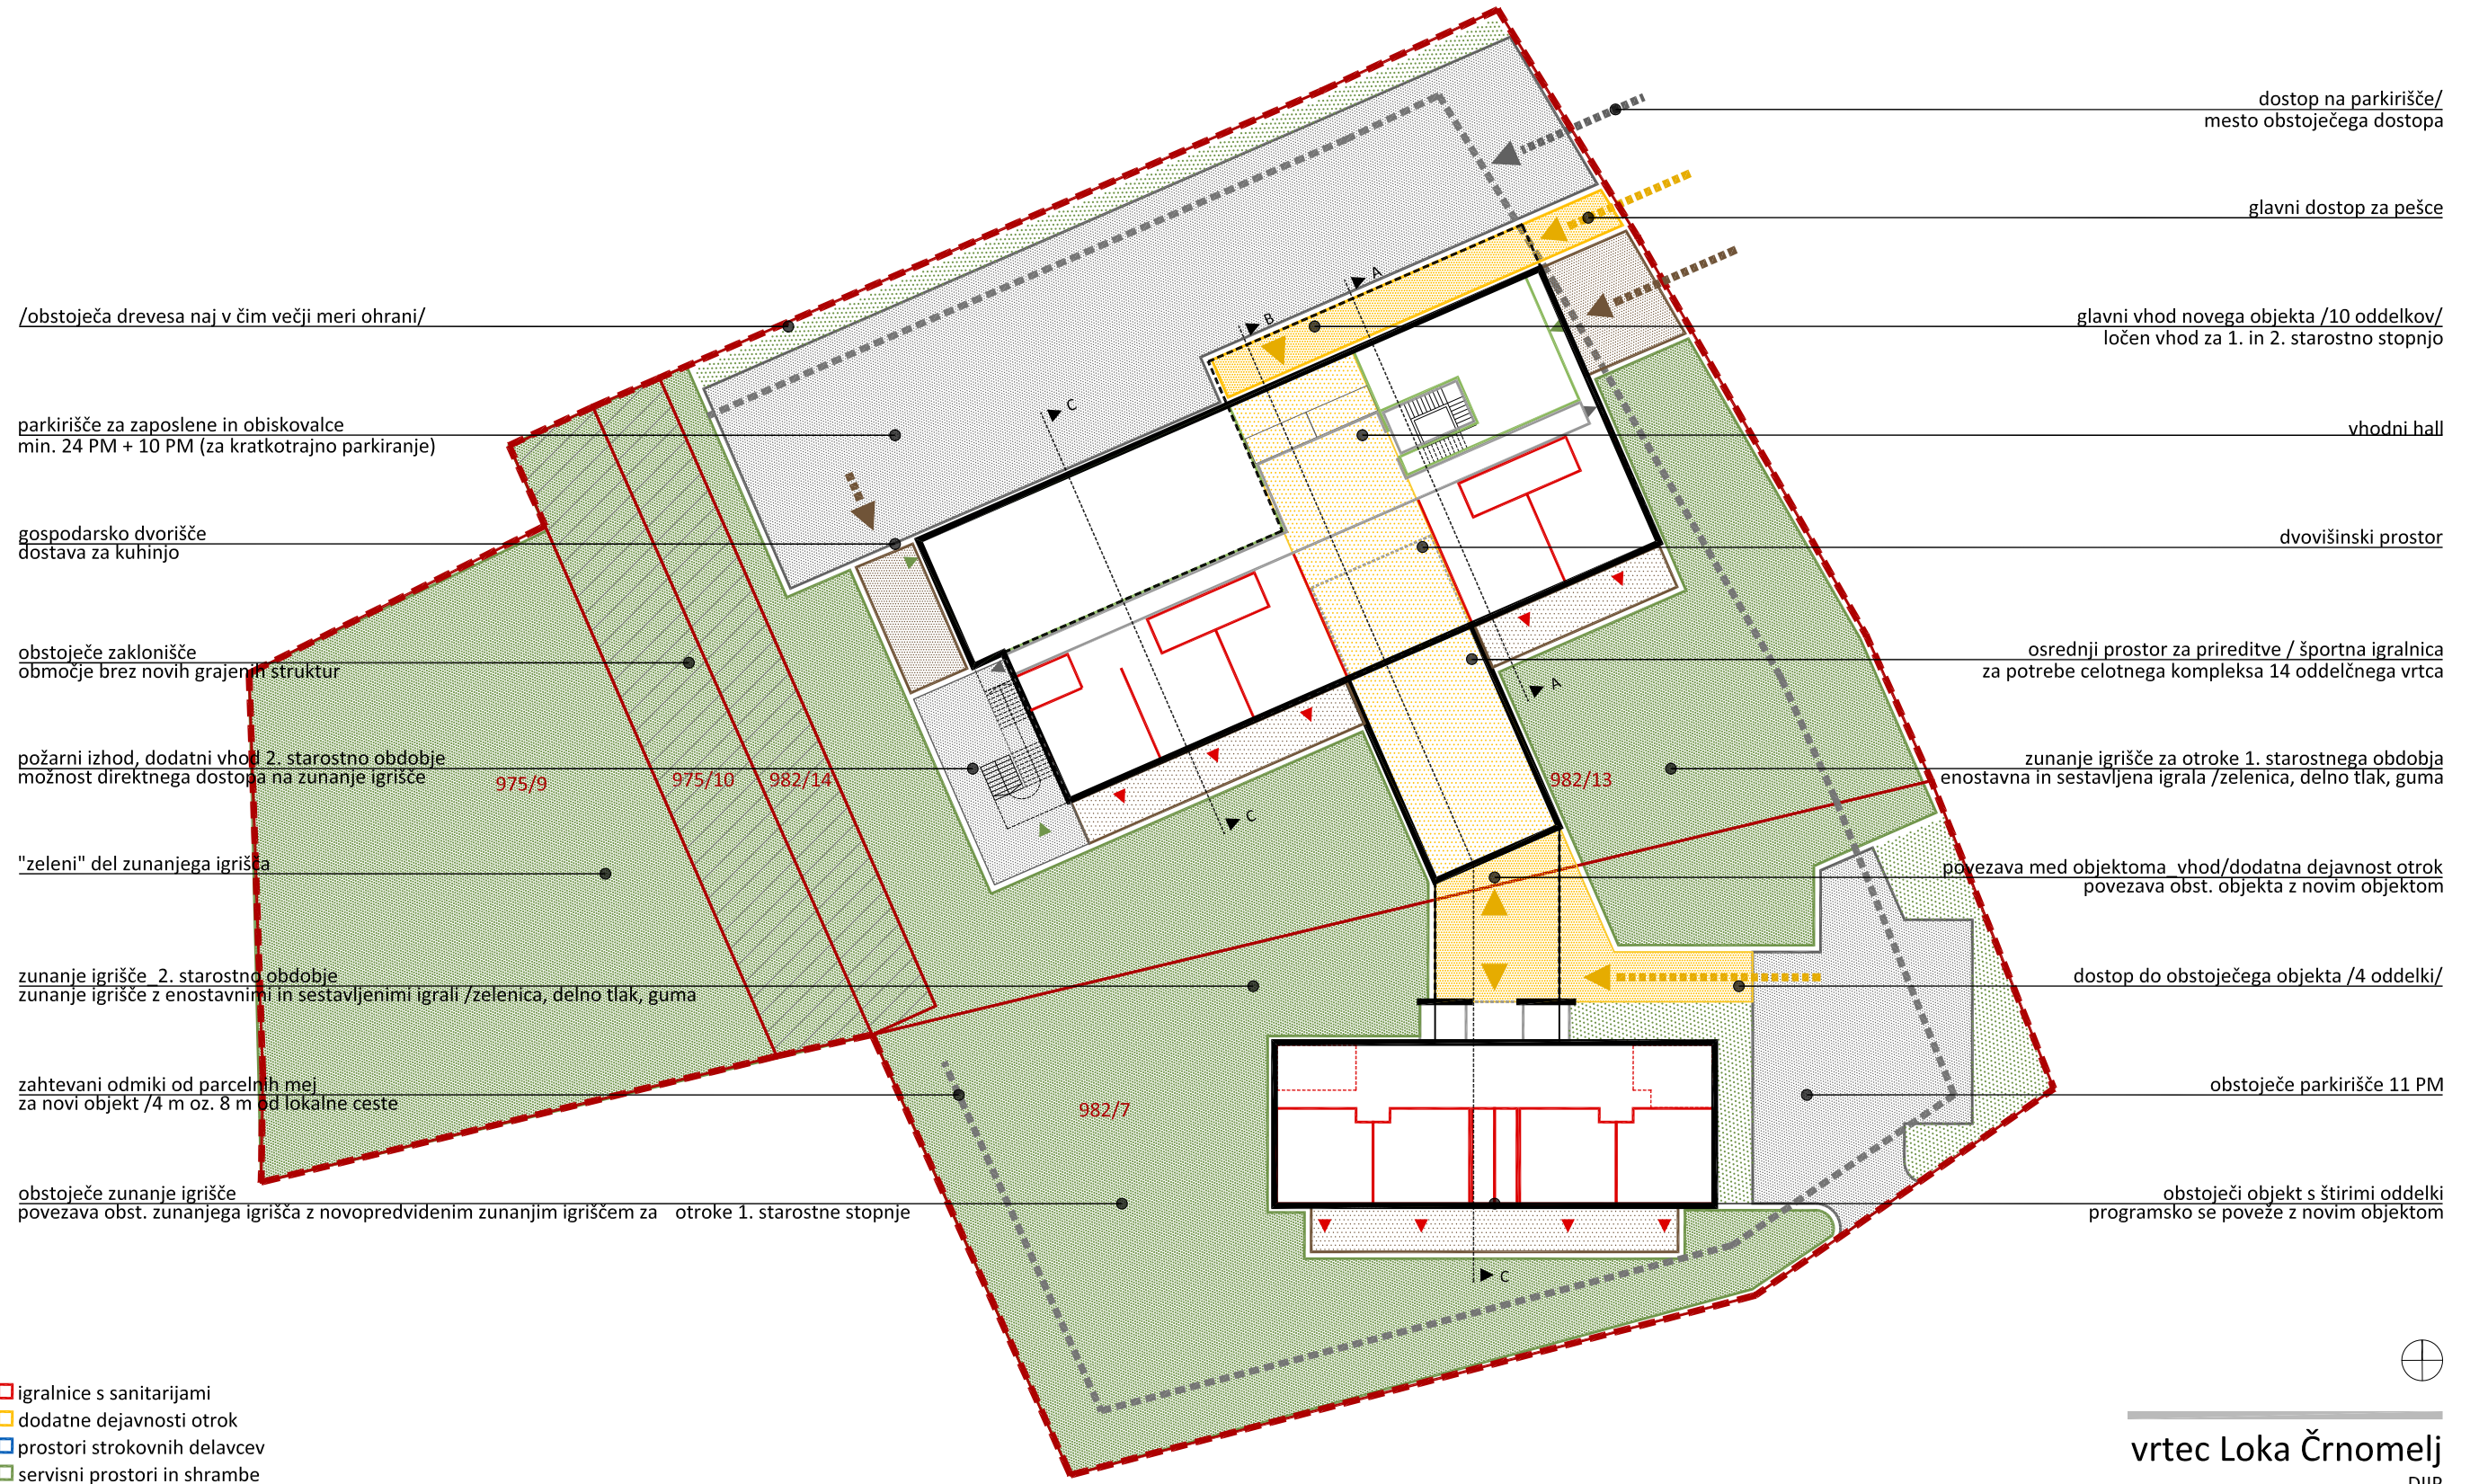 dostop na parkirišče/
mesto obstoječega dostopa
glavni dostop za pešce
/obstoječa drevesa naj v čim večji meri ohrani/
glavni vhod novega objekta /10 oddelkov/
ločen vhod za 1. in 2. starostno stopnjo
parkirišče za zaposlene in obiskovalce
min. 24 PM + 10 PM (za kratkotrajno parkiranje)
vhodni hall
gospodarsko dvorišče
dostava za kuhinjo
dvovišinski prostor
obstoječe zaklonišče
območje brez novih grajenih struktur
osrednji prostor za prireditve / športna igralnica
za potrebe celotnega kompleksa 14 oddelčnega vrtca
požarni izhod, dodatni vhod 2. starostno obdobje
možnost direktnega dostopa na zunanje igrišče
zunanje igrišče za otroke 1. starostnega obdobja
enostavna in sestavljena igrala /zelenica, delno tlak, guma
"zeleni" del zunanjega igrišča
povezava med objektoma_vhod/dodatna dejavnost otrok
povezava obst. objekta z novim objektom
zunanje igrišče_2. starostno obdobje
zunanje igrišče z enostavnimi in sestavljenimi igrali /zelenica, delno tlak, guma
dostop do obstoječega objekta /4 oddelki/
zahtevani odmiki od parcelnih mej
za novi objekt /4 m oz. 8 m od lokalne ceste
obstoječe parkirišče 11 PM
obstoječe zunanje igrišče
povezava obst. zunanjega igrišča z novopredvidenim zunanjim igriščem za otroke 1. starostne stopnje
obstoječi objekt s štirimi oddelki
programsko se poveže z novim objektom
A
B
C
A
C
C
975/9
975/10
982/14
982/13
982/7
igralnice s sanitarijami
dodatne dejavnosti otrok
prostori strokovnih delavcev
servisni prostori in shrambe
vrtec Loka Črnomelj
DIIP